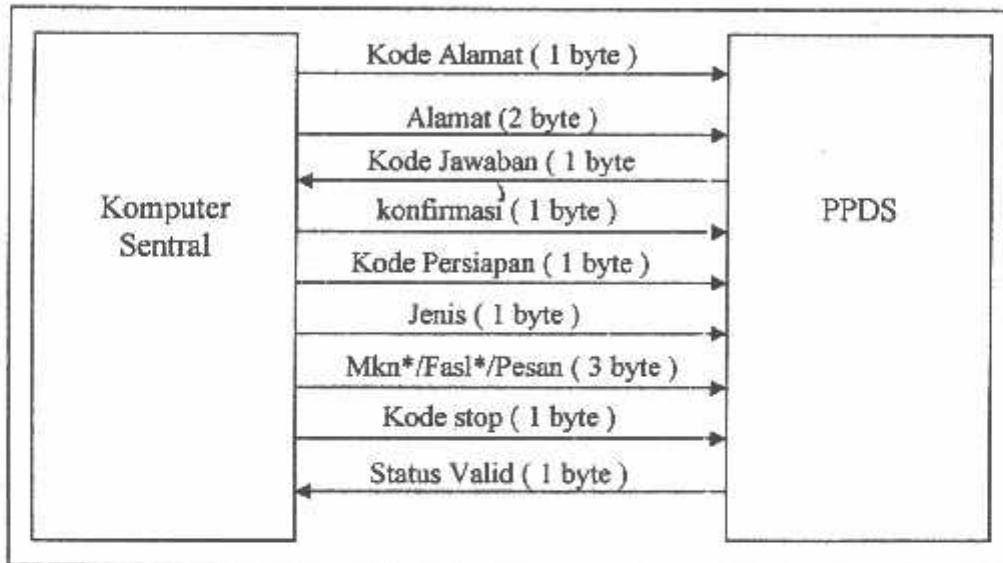 Kode Alamat ( 1 byte )
Alamat (2 byte )
Kode Jawaban ( 1 byte
)
konfirmasi ( 1 byte )
Kode Persiapan ( 1 byte )
Jenis ( 1 byte )
Mkn*/Fasl*/Pesan ( 3 byte )
Kode stop ( 1 byte )
Status Valid ( 1 byte )
Komputer
Sentral
PPDS